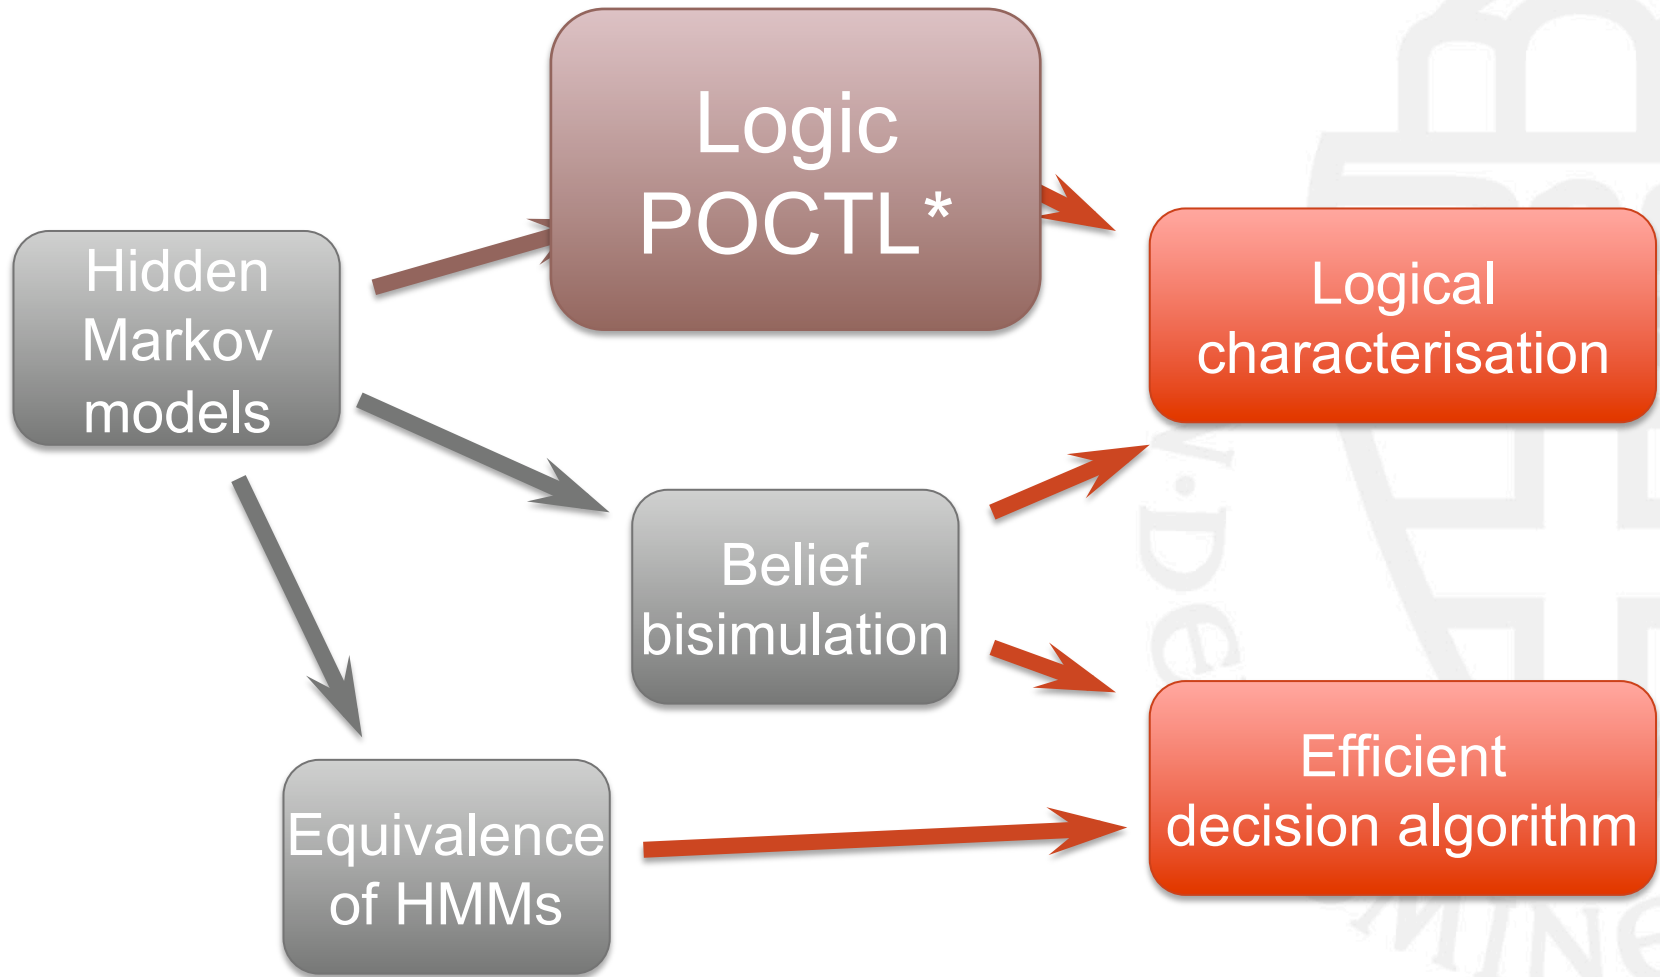 Logic
POCTL*
Hidden
Markov
models
Logical
characterisation
Belief
bisimulation
Efficient
decision algorithm
Equivalence
of HMMs